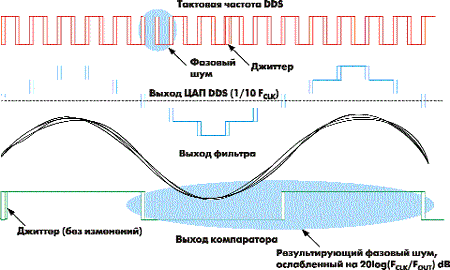 Тактовая частота DDS
Фазовый
шум
Джиттер
Выход ЦАП DDS (1/10 FCLK)
Выход фильтра
Джиттер (без изменений)
Выход компаратора
Результирующий фазовый шум,
ослабленный на 20log(FCLK/FOUT) dB